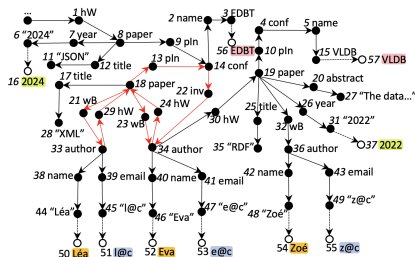 ... 1 hW 2 name 3 EDBT 4 conf 5 name
6 "2024" 7 year 8 paper 9 pln 56 EDBT 10 pln 15 VLDB 57 VLDB
11 "JSON" 12 title 13 pln 14 conf
16 2024 17 title 18 paper 19 paper 20 abstract
21 wB 22 inv 27 "The data..."
29 hW 24 hW 25 title 26 year
28 "XML" 23 wB 30 hW 32 wB 31 "2022"
33 author 34 author 35 "RDF" 36 author 37 2022
38 name 39 email 40 name 41 email 42 name 43 email
44 "Léa" 45 "l@c" 46 "Eva" 47 "e@c" 48 "Zoé" 49 "z@c"
50 Léa 51 l@c 52 Eva 53 e@c 54 Zoé 55 z@c